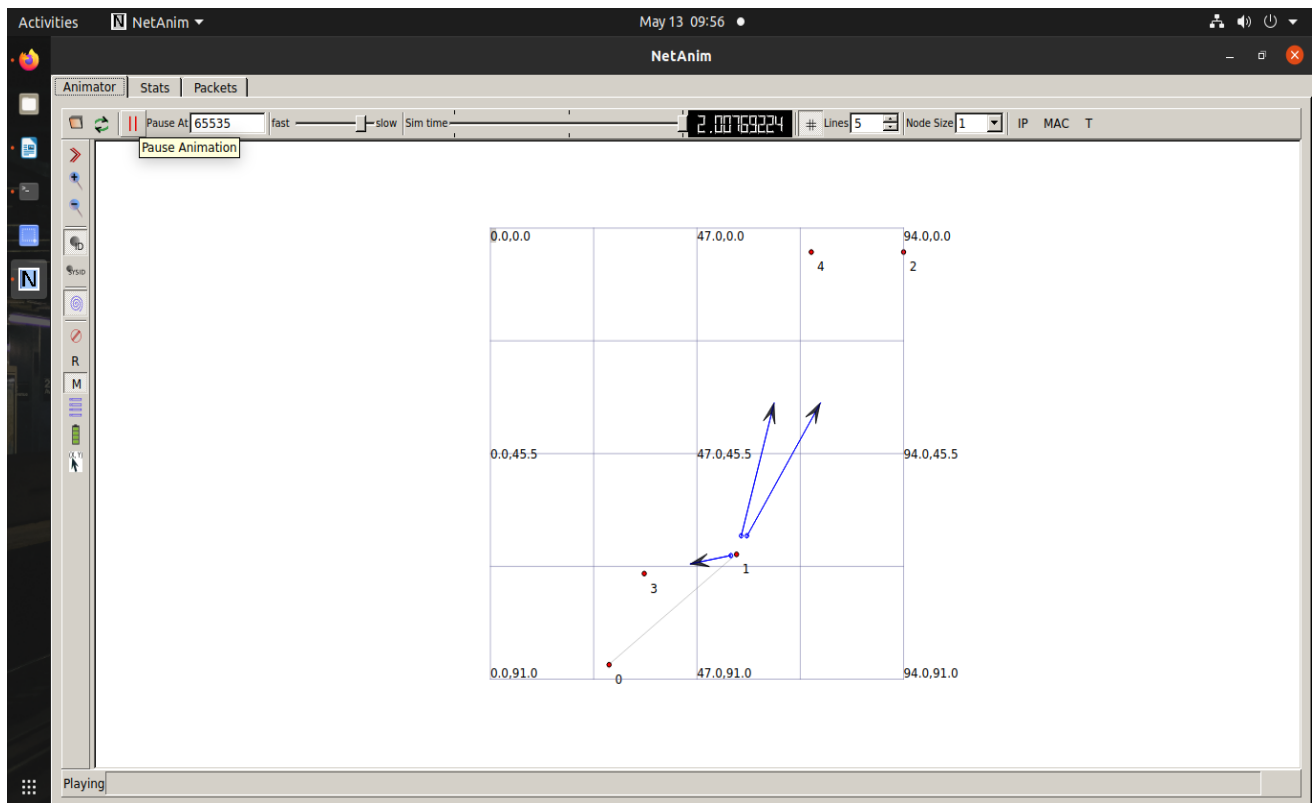 Activities NetAnim May 13 09:56
NetAnim
Animator Stats Packets
Pause At 65535 fast slow Sim time 2.00769224 # Lines 5 Node Size 1 IP MAC T
Pause Animation
0.0,0.0 47.0,0.0 94.0,0.0
4 2
ID
SYSID
R
M
0.0,45.5 47.0,45.5 94.0,45.5
(X,Y)
1
3
0.0,91.0 47.0,91.0 94.0,91.0
0
Playing